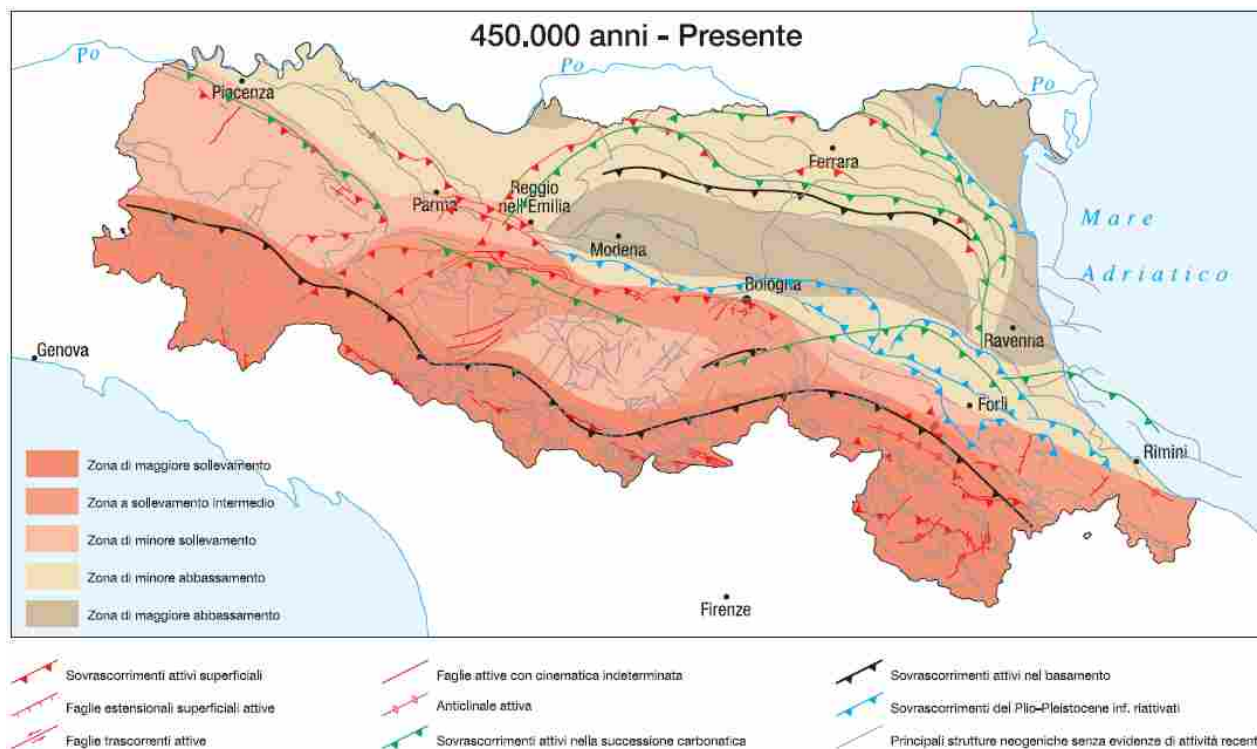 450.000 anni - Presente
Po
Po
Po
Piacenza
Parma
Reggio
nell'Emilia
Modena
Ferrara
Bologna
Ravenna
Forlì
Rimini
Genova
Firenze
Mare
Adriatico
Zona di maggiore sollevamento
Zona a sollevamento intermedio
Zona di minore sollevamento
Zona di minore abbassamento
Zona di maggiore abbassamento
Sovrascorrimenti attivi superficiali
Faglie estensionali superficiali attive
Faglie trascorrenti attive
Faglie attive con cinematica indeterminata
Anticlinale attiva
Sovrascorrimenti attivi nella successione carbonatica
Sovrascorrimenti attivi nel basamento
Sovrascorrimenti del Plio-Pleistocene inf. riattivati
Principali strutture neogeniche senza evidenze di attività recen